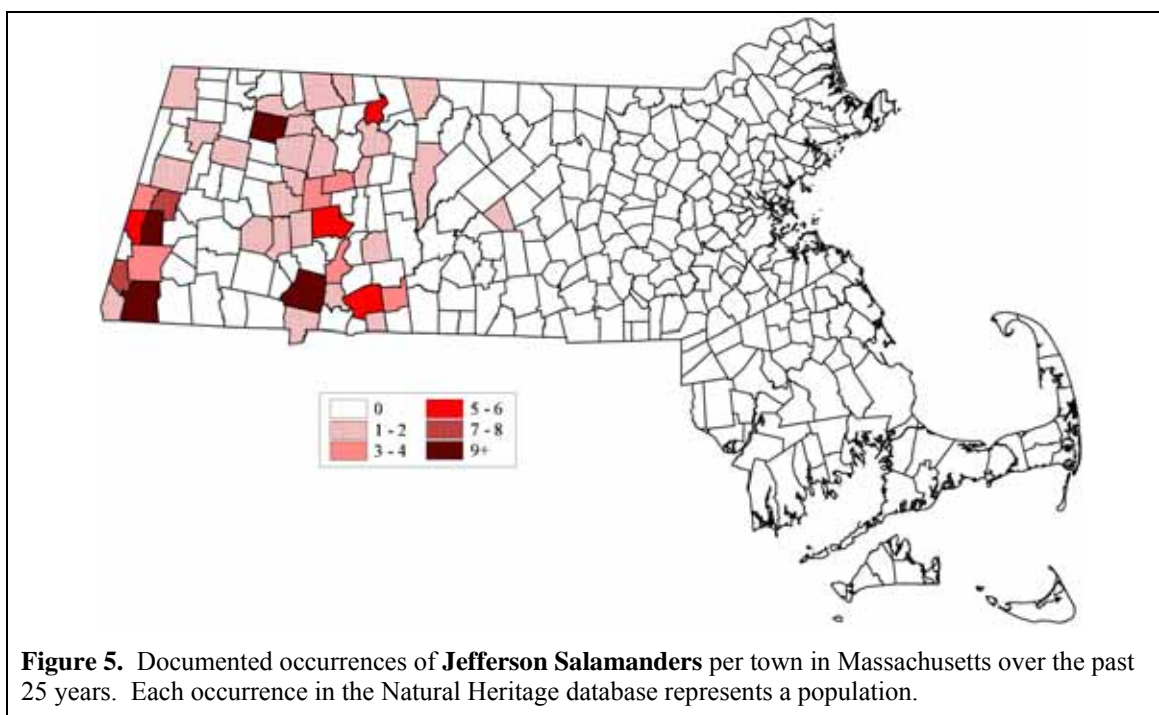 0 5 - 6
1 - 2 7 - 8
3 - 4 9+
Figure 5. Documented occurrences of Jefferson Salamanders per town in Massachusetts over the past
25 years. Each occurrence in the Natural Heritage database represents a population.